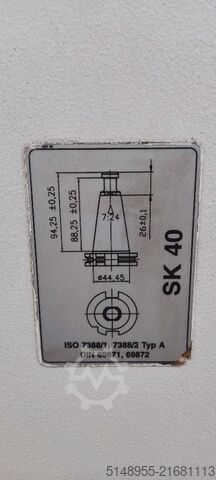 94,25 ±0,25
88,25 ±0,25
7:24
26±0,1
ø44,45
SK 40
ISO 7388/1, 7388/2 Typ A
DIN 69871, 69872
5148955-21681113